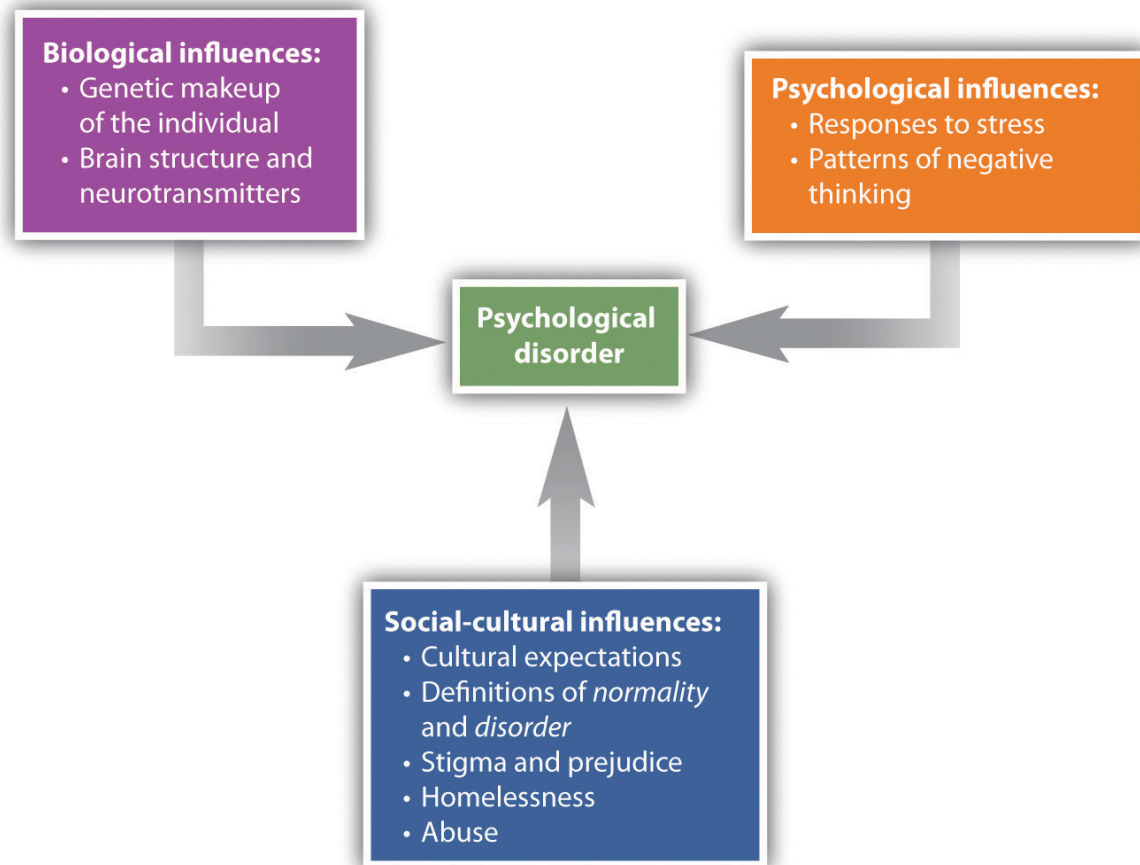 Biological influences:
• Genetic makeup
of the individual
• Brain structure and
neurotransmitters
Psychological influences:
• Responses to stress
• Patterns of negative
thinking
Psychological
disorder
Social-cultural influences:
• Cultural expectations
• Definitions of normality
and disorder
• Stigma and prejudice
• Homelessness
• Abuse